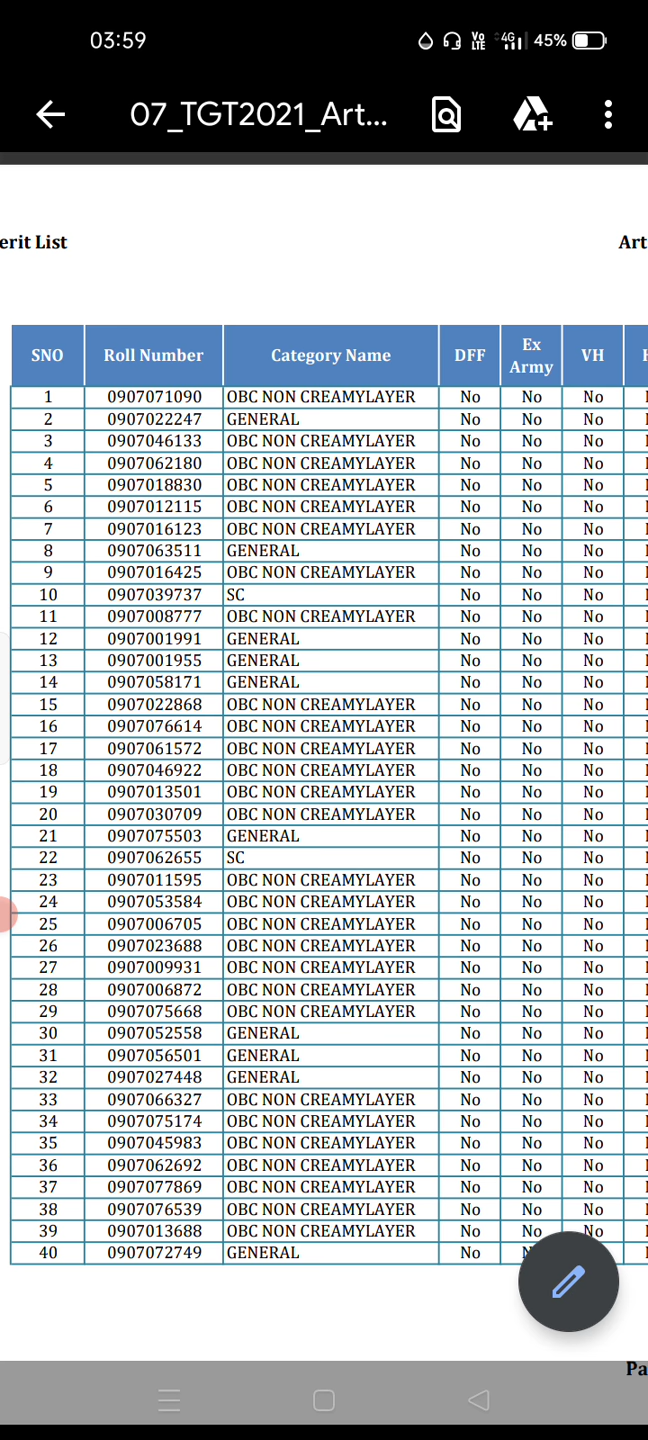 03:59 Vo LTE 4G 45%
07_TGT2021_Art...
erit List Art
SNO Roll Number Category Name DFF Ex Army VH
1 0907071090 OBC NON CREAMYLAYER No No No
2 0907022247 GENERAL No No No
3 0907046133 OBC NON CREAMYLAYER No No No
4 0907062180 OBC NON CREAMYLAYER No No No
5 0907018830 OBC NON CREAMYLAYER No No No
6 0907012115 OBC NON CREAMYLAYER No No No
7 0907016123 OBC NON CREAMYLAYER No No No
8 0907063511 GENERAL No No No
9 0907016425 OBC NON CREAMYLAYER No No No
10 0907039737 SC No No No
11 0907008777 OBC NON CREAMYLAYER No No No
12 0907001991 GENERAL No No No
13 0907001955 GENERAL No No No
14 0907058171 GENERAL No No No
15 0907022868 OBC NON CREAMYLAYER No No No
16 0907076614 OBC NON CREAMYLAYER No No No
17 0907061572 OBC NON CREAMYLAYER No No No
18 0907046922 OBC NON CREAMYLAYER No No No
19 0907013501 OBC NON CREAMYLAYER No No No
20 0907030709 OBC NON CREAMYLAYER No No No
21 0907075503 GENERAL No No No
22 0907062655 SC No No No
23 0907011595 OBC NON CREAMYLAYER No No No
24 0907053584 OBC NON CREAMYLAYER No No No
25 0907006705 OBC NON CREAMYLAYER No No No
26 0907023688 OBC NON CREAMYLAYER No No No
27 0907009931 OBC NON CREAMYLAYER No No No
28 0907006872 OBC NON CREAMYLAYER No No No
29 0907075668 OBC NON CREAMYLAYER No No No
30 0907052558 GENERAL No No No
31 0907056501 GENERAL No No No
32 0907027448 GENERAL No No No
33 0907066327 OBC NON CREAMYLAYER No No No
34 0907075174 OBC NON CREAMYLAYER No No No
35 0907045983 OBC NON CREAMYLAYER No No No
36 0907062692 OBC NON CREAMYLAYER No No No
37 0907077869 OBC NON CREAMYLAYER No No No
38 0907076539 OBC NON CREAMYLAYER No No No
39 0907013688 OBC NON CREAMYLAYER No No No
40 0907072749 GENERAL No
Pa